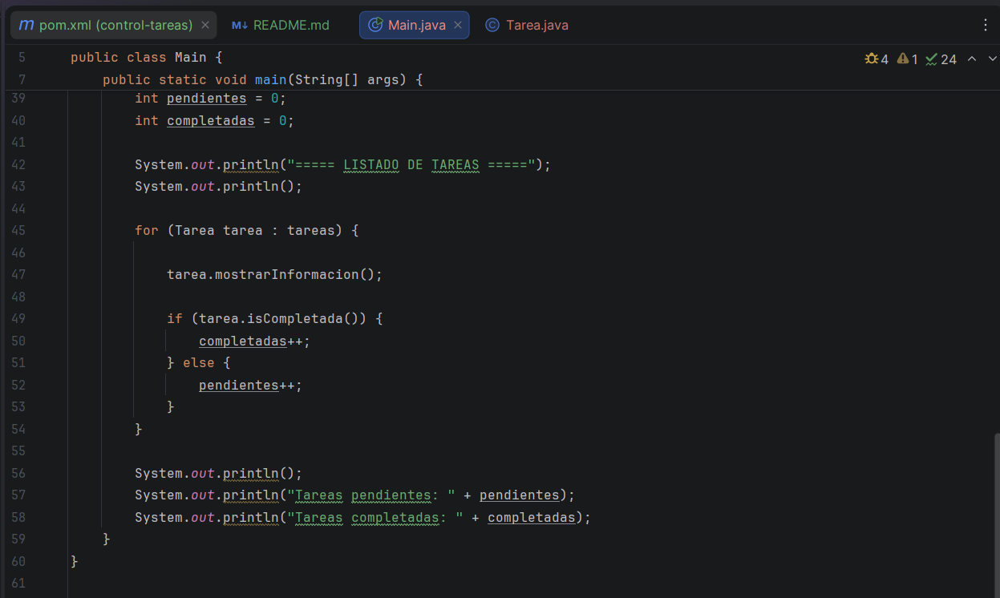 m pom.xml (control-tareas) × M↓ README.md Main.java × C Tarea.java
5 public class Main { 4 1 24
7 public static void main(String[] args) {
39 int pendientes = 0;
40 int completadas = 0;
41
42 System.out.println("===== LISTADO DE TAREAS =====");
43 System.out.println();
44
45 for (Tarea tarea : tareas) {
46
47 tarea.mostrarInformacion();
48
49 if (tarea.isCompletada()) {
50 completadas++;
51 } else {
52 pendientes++;
53 }
54 }
55
56 System.out.println();
57 System.out.println("Tareas pendientes: " + pendientes);
58 System.out.println("Tareas completadas: " + completadas);
59 }
60 }
61